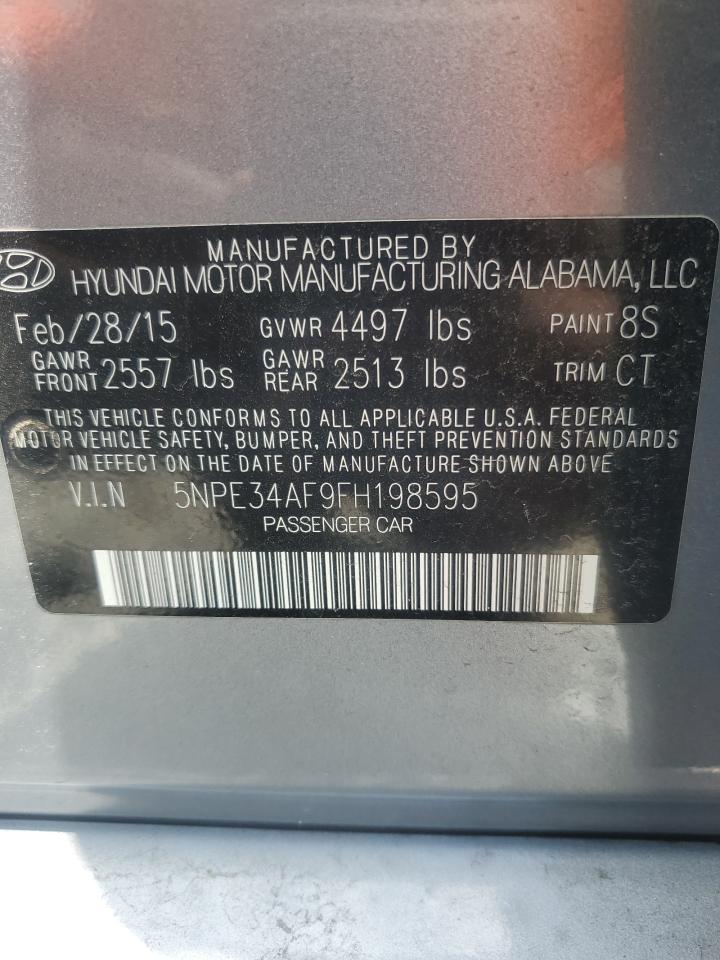 MANUFACTURED BY
HYUNDAI MOTOR MANUFACTURING ALABAMA, LLC
Feb/28/15 GVWR 4497 lbs PAINT 8S
GAWR FRONT 2557 lbs GAWR REAR 2513 lbs TRIM CT
THIS VEHICLE CONFORMS TO ALL APPLICABLE U.S.A. FEDERAL
MOTOR VEHICLE SAFETY, BUMPER, AND THEFT PREVENTION STANDARDS
IN EFFECT ON THE DATE OF MANUFACTURE SHOWN ABOVE
V.I.N 5NPE34AF9FH198595
PASSENGER CAR